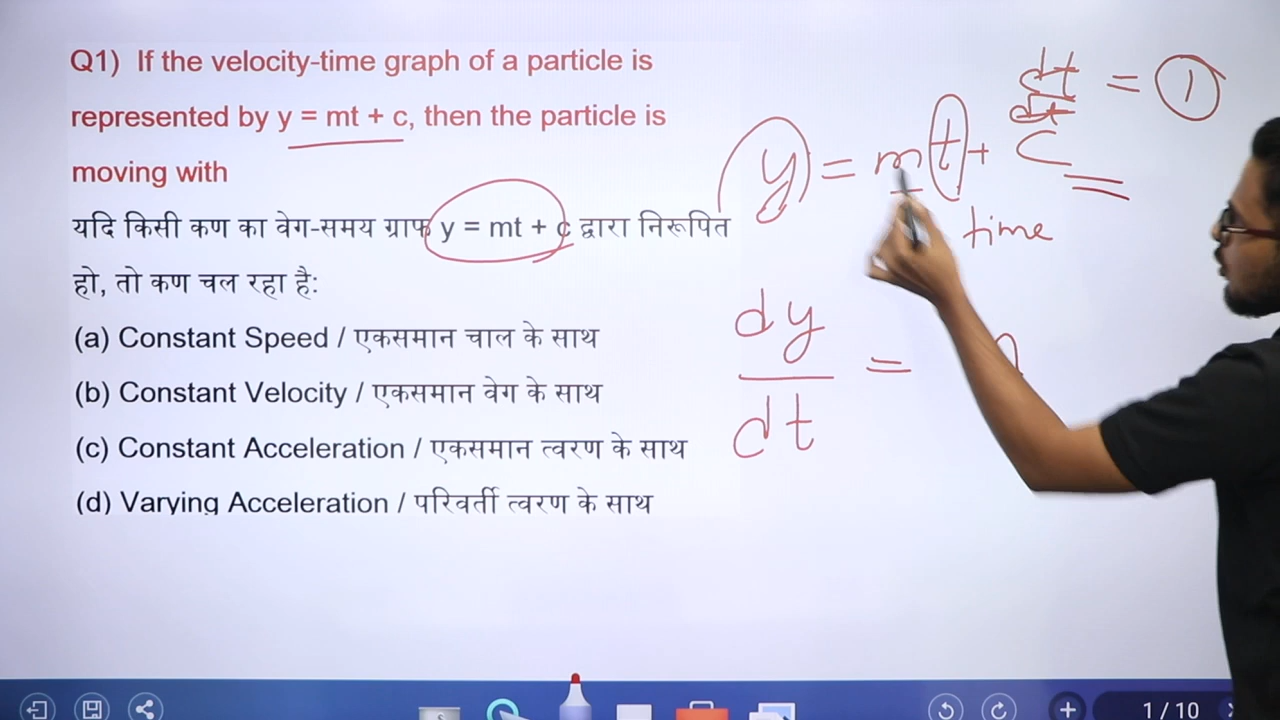 Q1) If the velocity-time graph of a particle is
represented by y = mt + c, then the particle is
moving with
यदि किसी कण का वेग-समय ग्राफ y = mt + c द्वारा निरूपित
हो, तो कण चल रहा है:
(a) Constant Speed / एकसमान चाल के साथ
(b) Constant Velocity / एकसमान वेग के साथ
(c) Constant Acceleration / एकसमान त्वरण के साथ
(d) Varying Acceleration / परिवर्ती त्वरण के साथ
dt
dt = 1
y = mt + c
time
dy
dt =
1 / 10